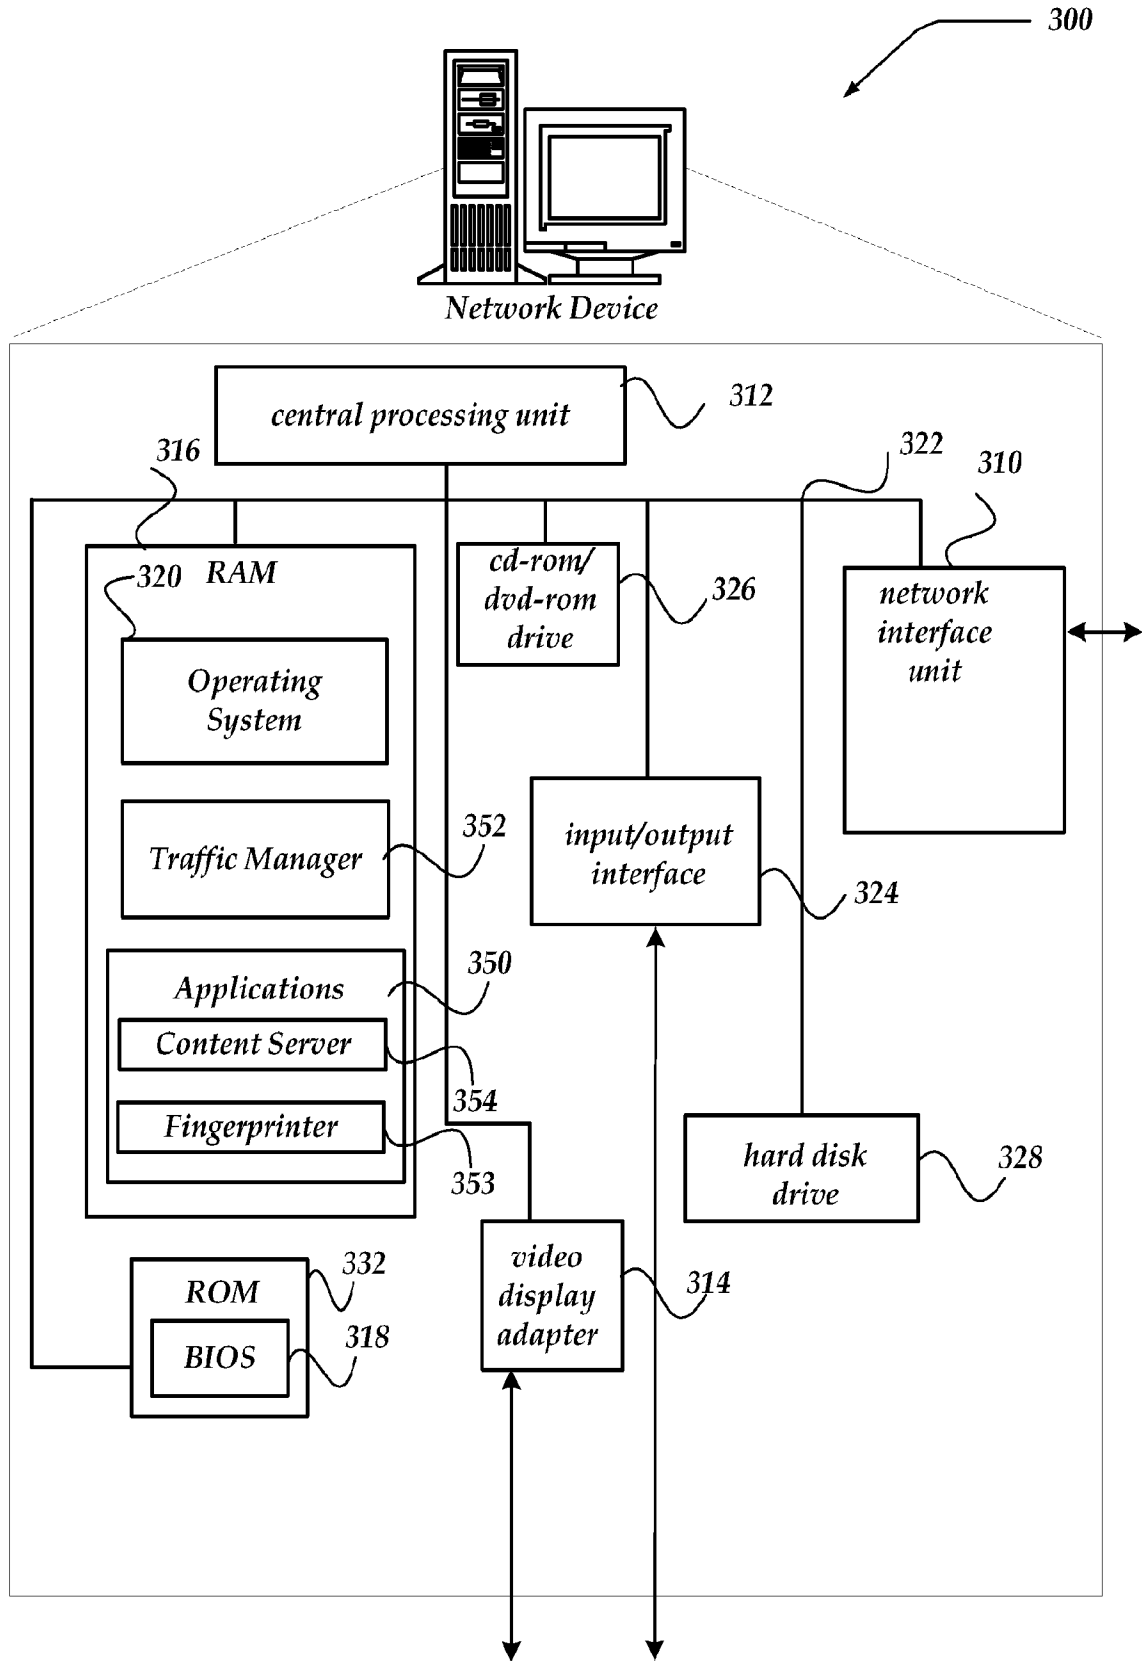 300
Network Device
central processing unit
312
316
322
310
320
RAM
cd-rom/
dvd-rom
drive
326
network
interface
unit
Operating
System
Traffic Manager
352
input/output
interface
324
Applications
350
Content Server
354
Fingerprinter
353
hard disk
drive
328
ROM
332
BIOS
318
video
display
adapter
314